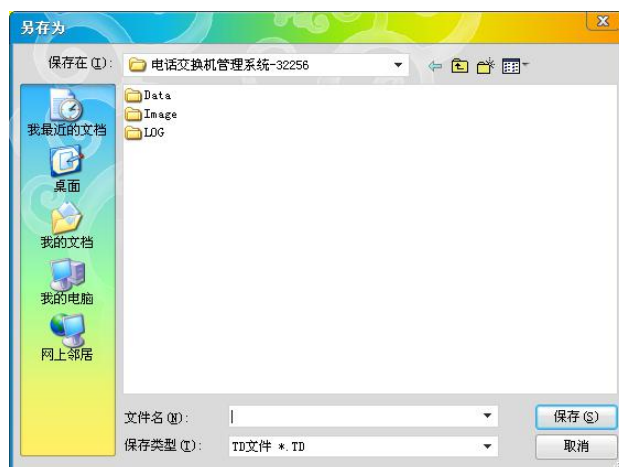 另存为
保存在(I):
电话交换机管理系统-32256
Data
Image
LOG
我最近的文档
桌面
我的文档
我的电脑
网上邻居
文件名(N):
保存(S)
保存类型(T):
TD文件 *.TD
取消